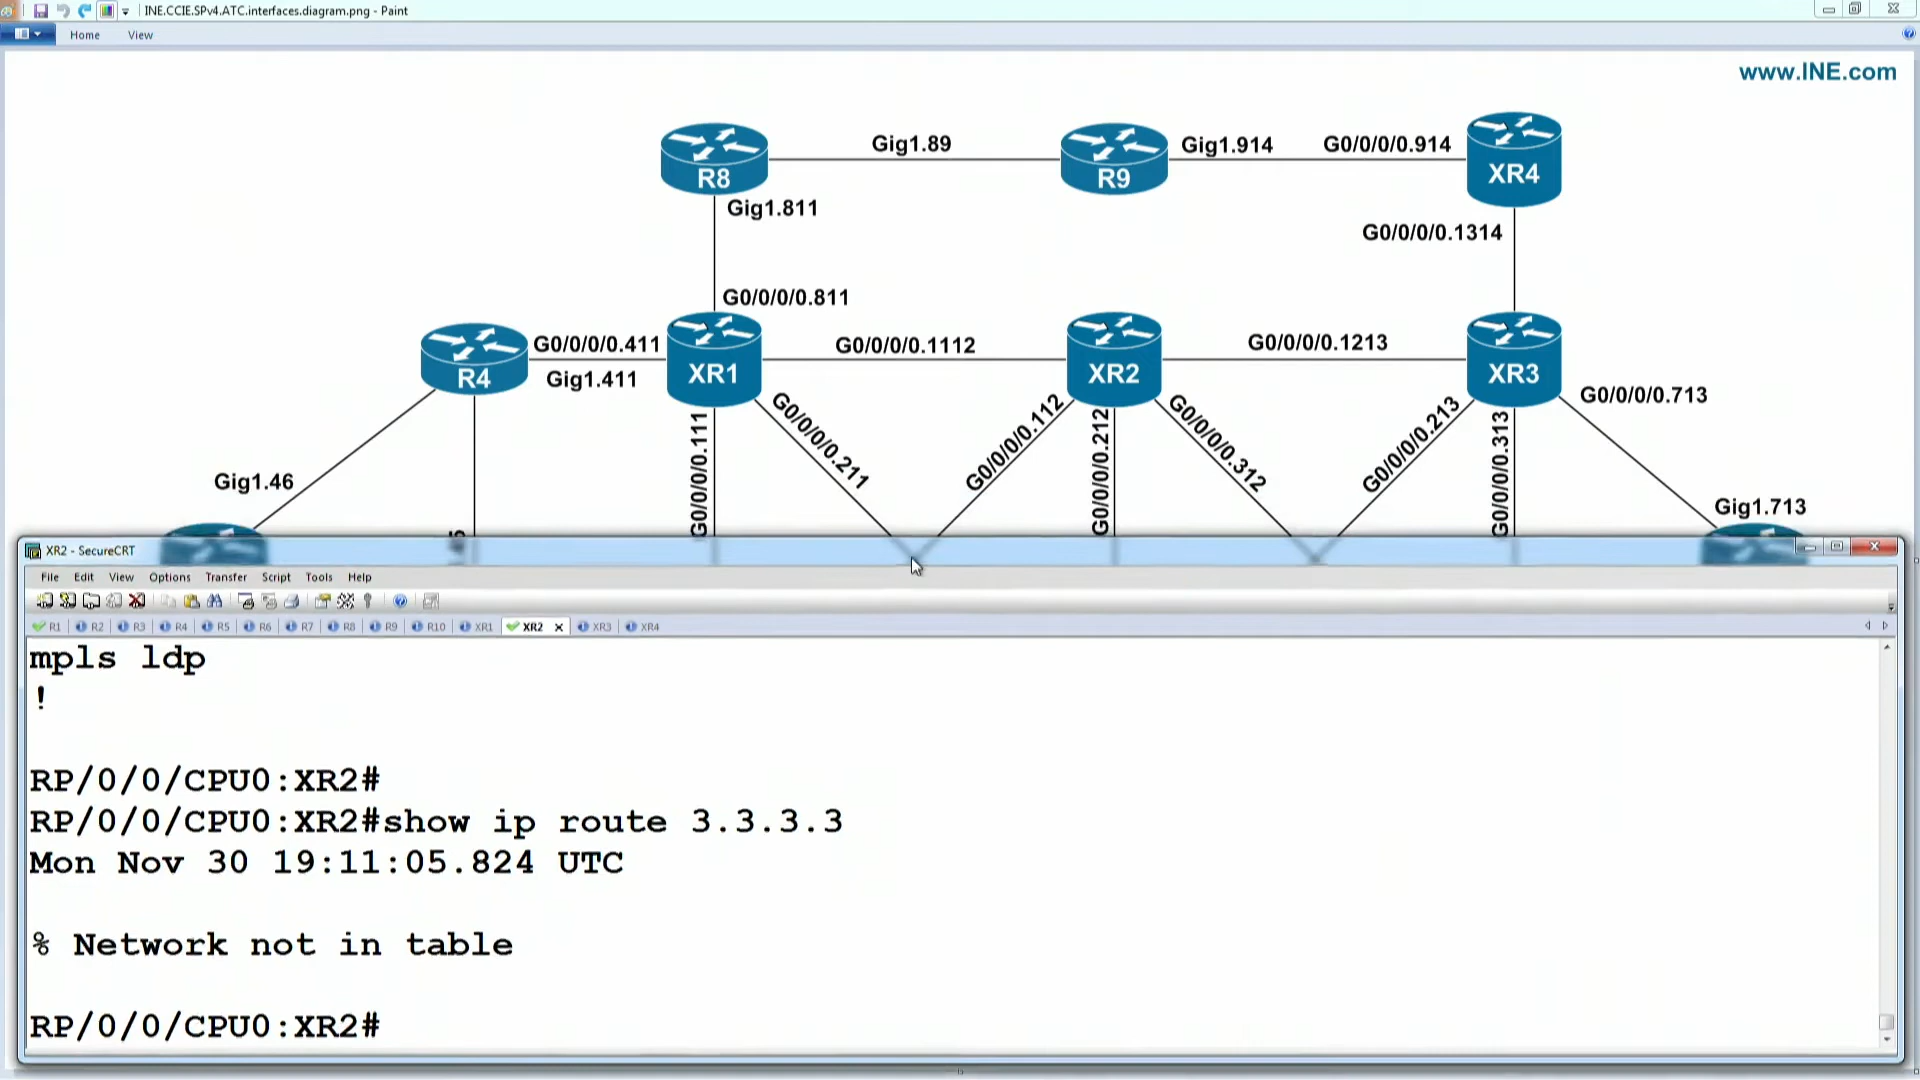 INE.CCIE.SPv4.ATC.interfaces.diagram.png - Paint
Home View
www.INE.com
R8
Gig1.89
R9
Gig1.914
G0/0/0/0.914
XR4
Gig1.811
G0/0/0/0.1314
G0/0/0/0.811
R4
G0/0/0/0.411
Gig1.411
XR1
G0/0/0/0.1112
XR2
G0/0/0/0.1213
XR3
G0/0/0/0.713
G0/0/0/0.111
G0/0/0/0.211
G0/0/0/0.112
G0/0/0/0.212
G0/0/0/0.312
G0/0/0/0.213
G0/0/0/0.313
Gig1.46
Gig1.713
XR2 - SecureCRT
File Edit View Options Transfer Script Tools Help
R1 R2 R3 R4 R5 R6 R7 R8 R9 R10 XR1 XR2 XR3 XR4
mpls ldp
!
RP/0/0/CPU0:XR2#
RP/0/0/CPU0:XR2#show ip route 3.3.3.3
Mon Nov 30 19:11:05.824 UTC
% Network not in table
RP/0/0/CPU0:XR2#